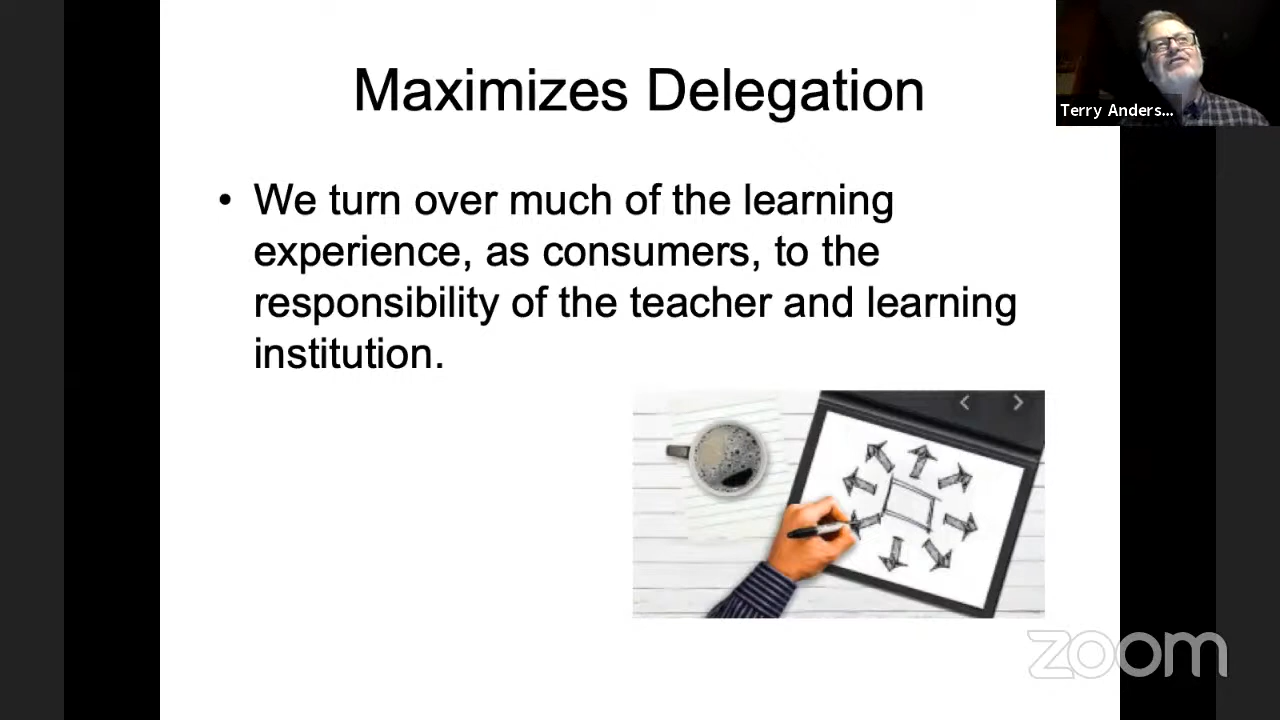 Maximizes Delegation
Terry Anders...
• We turn over much of the learning
experience, as consumers, to the
responsibility of the teacher and learning
institution.
zoom